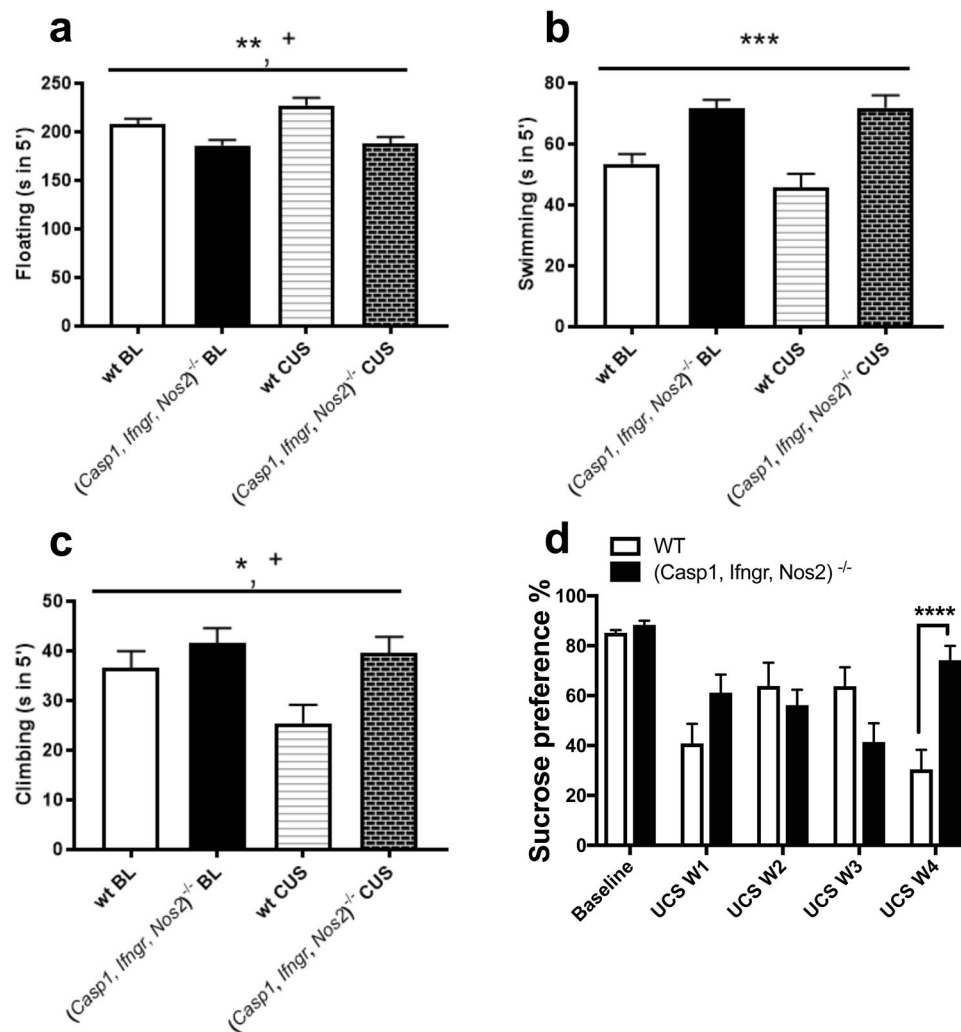 a
**, +
Floating (s in 5')
250
200
150
100
50
0
wt BL
(Casp1, Ifngr, Nos2)-/- BL
wt CUS
(Casp1, Ifngr, Nos2)-/- CUS
b
***
Swimming (s in 5')
80
60
40
20
0
wt BL
(Casp1, Ifngr, Nos2)-/- BL
wt CUS
(Casp1, Ifngr, Nos2)-/- CUS
c
*, +
Climbing (s in 5')
50
40
30
20
10
0
wt BL
(Casp1, Ifngr, Nos2)-/- BL
wt CUS
(Casp1, Ifngr, Nos2)-/- CUS
d
WT
(Casp1, Ifngr, Nos2) -/-
****
Sucrose preference %
100
80
60
40
20
0
Baseline
UCS W1
UCS W2
UCS W3
UCS W4